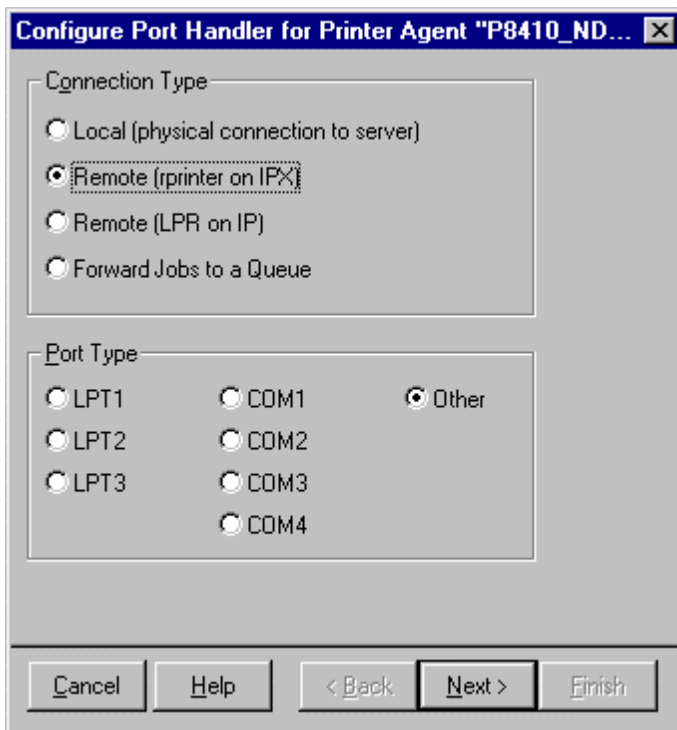 Configure Port Handler for Printer Agent "P8410_ND...
Connection Type
Local (physical connection to server)
Remote (rprinter on IPX)
Remote (LPR on IP)
Forward Jobs to a Queue
Port Type
LPT1 COM1 Other
LPT2 COM2
LPT3 COM3
COM4
Cancel Help < Back Next > Finish